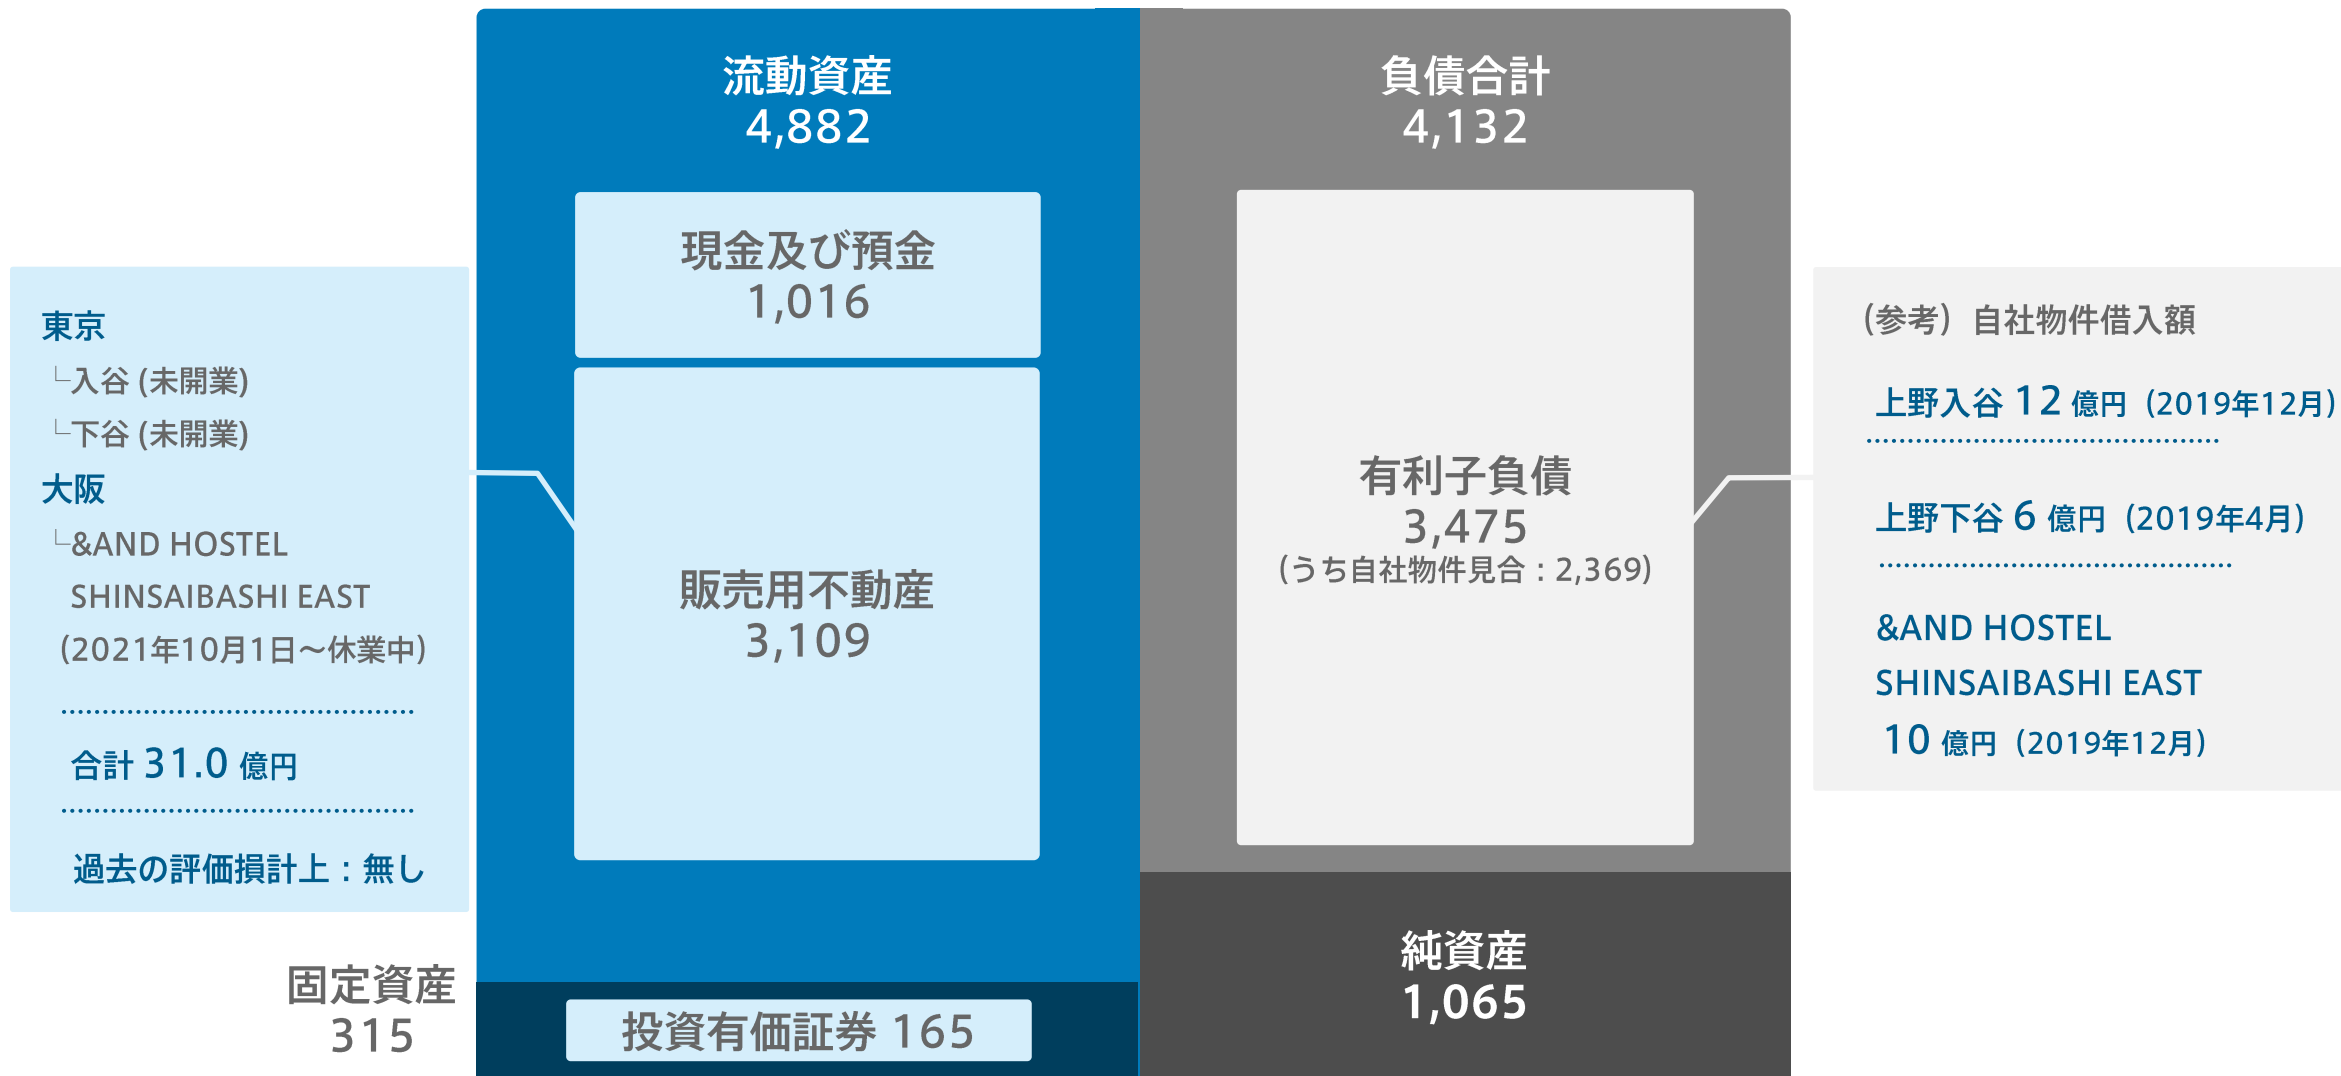 流動資産
4,882
現金及び預金
1,016
販売用不動産
3,109
東京
└入谷 (未開業)
└下谷 (未開業)
大阪
└&AND HOSTEL
SHINSAIBASHI EAST
(2021年10月1日〜休業中)
合計 31.0 億円
過去の評価損計上：無し
固定資産
315
投資有価証券 165
負債合計
4,132
有利子負債
3,475
(うち自社物件見合：2,369)
純資産
1,065
(参考) 自社物件借入額
上野入谷 12 億円 (2019年12月)
上野下谷 6 億円 (2019年4月)
&AND HOSTEL
SHINSAIBASHI EAST
10 億円 (2019年12月)